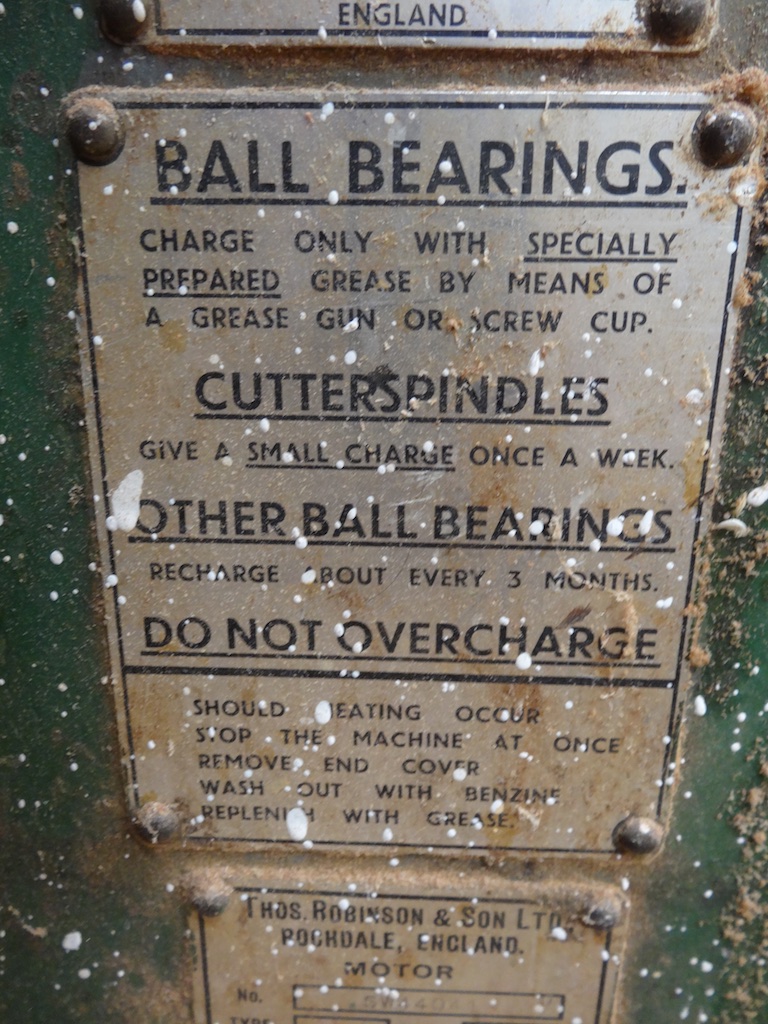 ENGLAND
BALL BEARINGS.
CHARGE ONLY WITH SPECIALLY
PREPARED GREASE BY MEANS OF
A GREASE GUN OR SCREW CUP.
CUTTERSPINDLES
GIVE A SMALL CHARGE ONCE A WEEK.
OTHER BALL BEARINGS
RECHARGE ABOUT EVERY 3 MONTHS.
DO NOT OVERCHARGE
SHOULD HEATING OCCUR
STOP THE MACHINE AT ONCE
REMOVE END COVER
WASH OUT WITH BENZINE
REPLENISH WITH GREASE.
THOS. ROBINSON & SON LTD
ROCHDALE, ENGLAND.
MOTOR
No.
TYPE